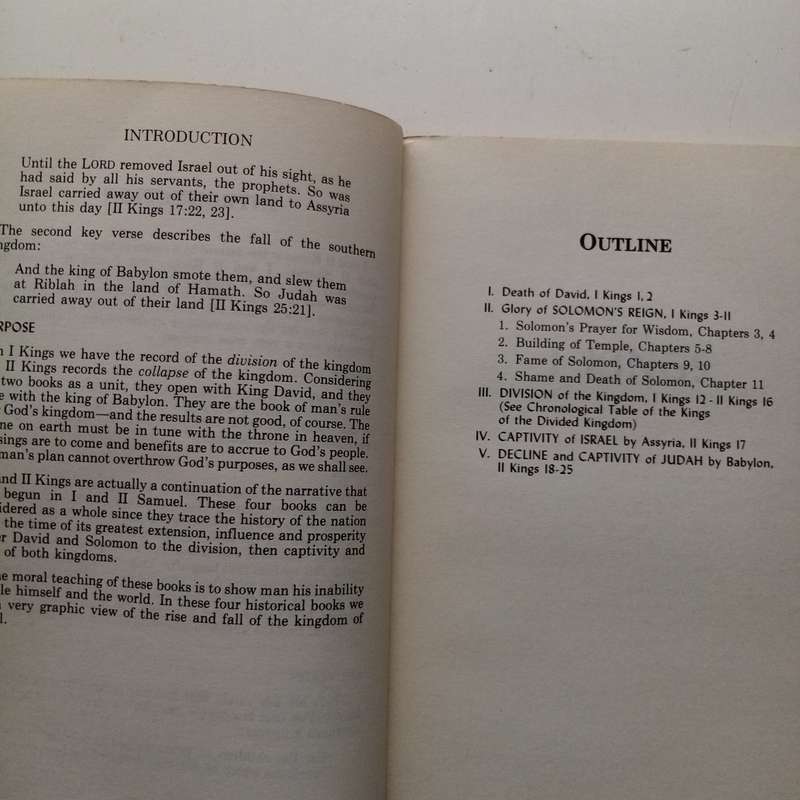 INTRODUCTION
Until the LORD removed Israel out of his sight, as he
had said by all his servants, the prophets. So was
Israel carried away out of their own land to Assyria
unto this day [II Kings 17:22, 23].
The second key verse describes the fall of the southern
ngdom:
And the king of Babylon smote them, and slew them
at Riblah in the land of Hamath. So Judah was
carried away out of their land [II Kings 25:21].
RPOSE
n I Kings we have the record of the division of the kingdom
II Kings records the collapse of the kingdom. Considering
two books as a unit, they open with King David, and they
e with the king of Babylon. They are the book of man's rule
God's kingdom—and the results are not good, of course. The
ne on earth must be in tune with the throne in heaven, if
sings are to come and benefits are to accrue to God's people.
man's plan cannot overthrow God's purposes, as we shall see.
and II Kings are actually a continuation of the narrative that
begun in I and II Samuel. These four books can be
idered as a whole since they trace the history of the nation
the time of its greatest extension, influence and prosperity
er David and Solomon to the division, then captivity and
of both kingdoms.
he moral teaching of these books is to show man his inability
le himself and the world. In these four historical books we
very graphic view of the rise and fall of the kingdom of
l.
OUTLINE
I. Death of David, I Kings 1, 2
II. Glory of SOLOMON'S REIGN, I Kings 3-11
1. Solomon's Prayer for Wisdom, Chapters 3, 4
2. Building of Temple, Chapters 5-8
3. Fame of Solomon, Chapters 9, 10
4. Shame and Death of Solomon, Chapter 11
III. DIVISION of the Kingdom, I Kings 12 - II Kings 16
(See Chronological Table of the Kings
of the Divided Kingdom)
IV. CAPTIVITY of ISRAEL by Assyria, II Kings 17
V. DECLINE and CAPTIVITY of JUDAH by Babylon,
II Kings 18-25